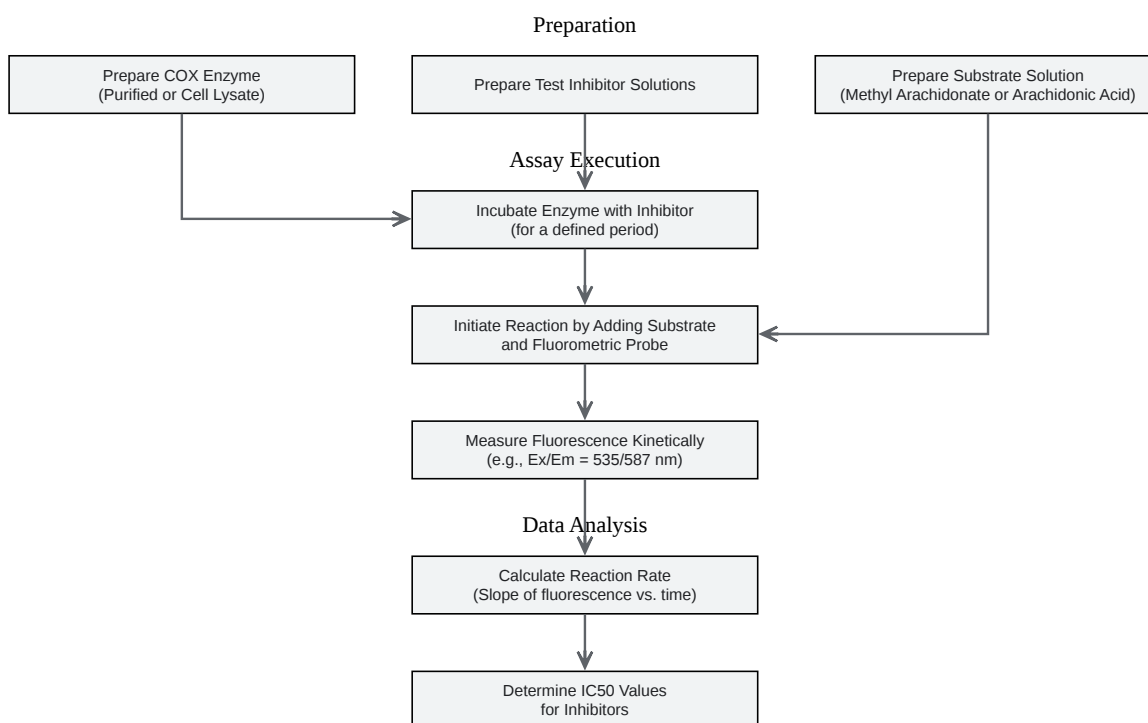 Preparation
Prepare COX Enzyme
(Purified or Cell Lysate)
Prepare Test Inhibitor Solutions
Prepare Substrate Solution
(Methyl Arachidonate or Arachidonic Acid)
Assay Execution
Incubate Enzyme with Inhibitor
(for a defined period)
Initiate Reaction by Adding Substrate
and Fluorometric Probe
Measure Fluorescence Kinetically
(e.g., Ex/Em = 535/587 nm)
Data Analysis
Calculate Reaction Rate
(Slope of fluorescence vs. time)
Determine IC50 Values
for Inhibitors